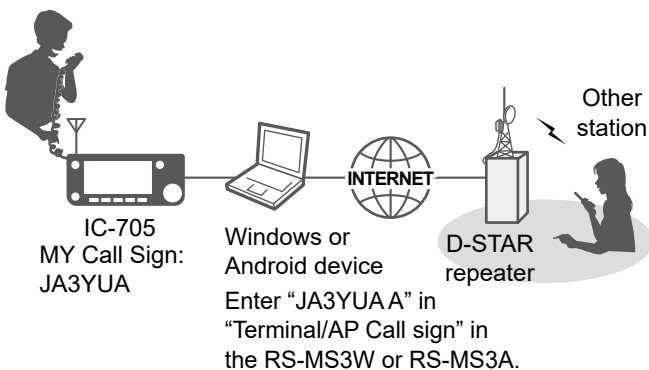 Other
station
INTERNET
IC-705
MY Call Sign:
JA3YUA
Windows or
Android device
Enter “JA3YUA A” in
“Terminal/AP Call sign” in
the RS-MS3W or RS-MS3A.
D-STAR
repeater